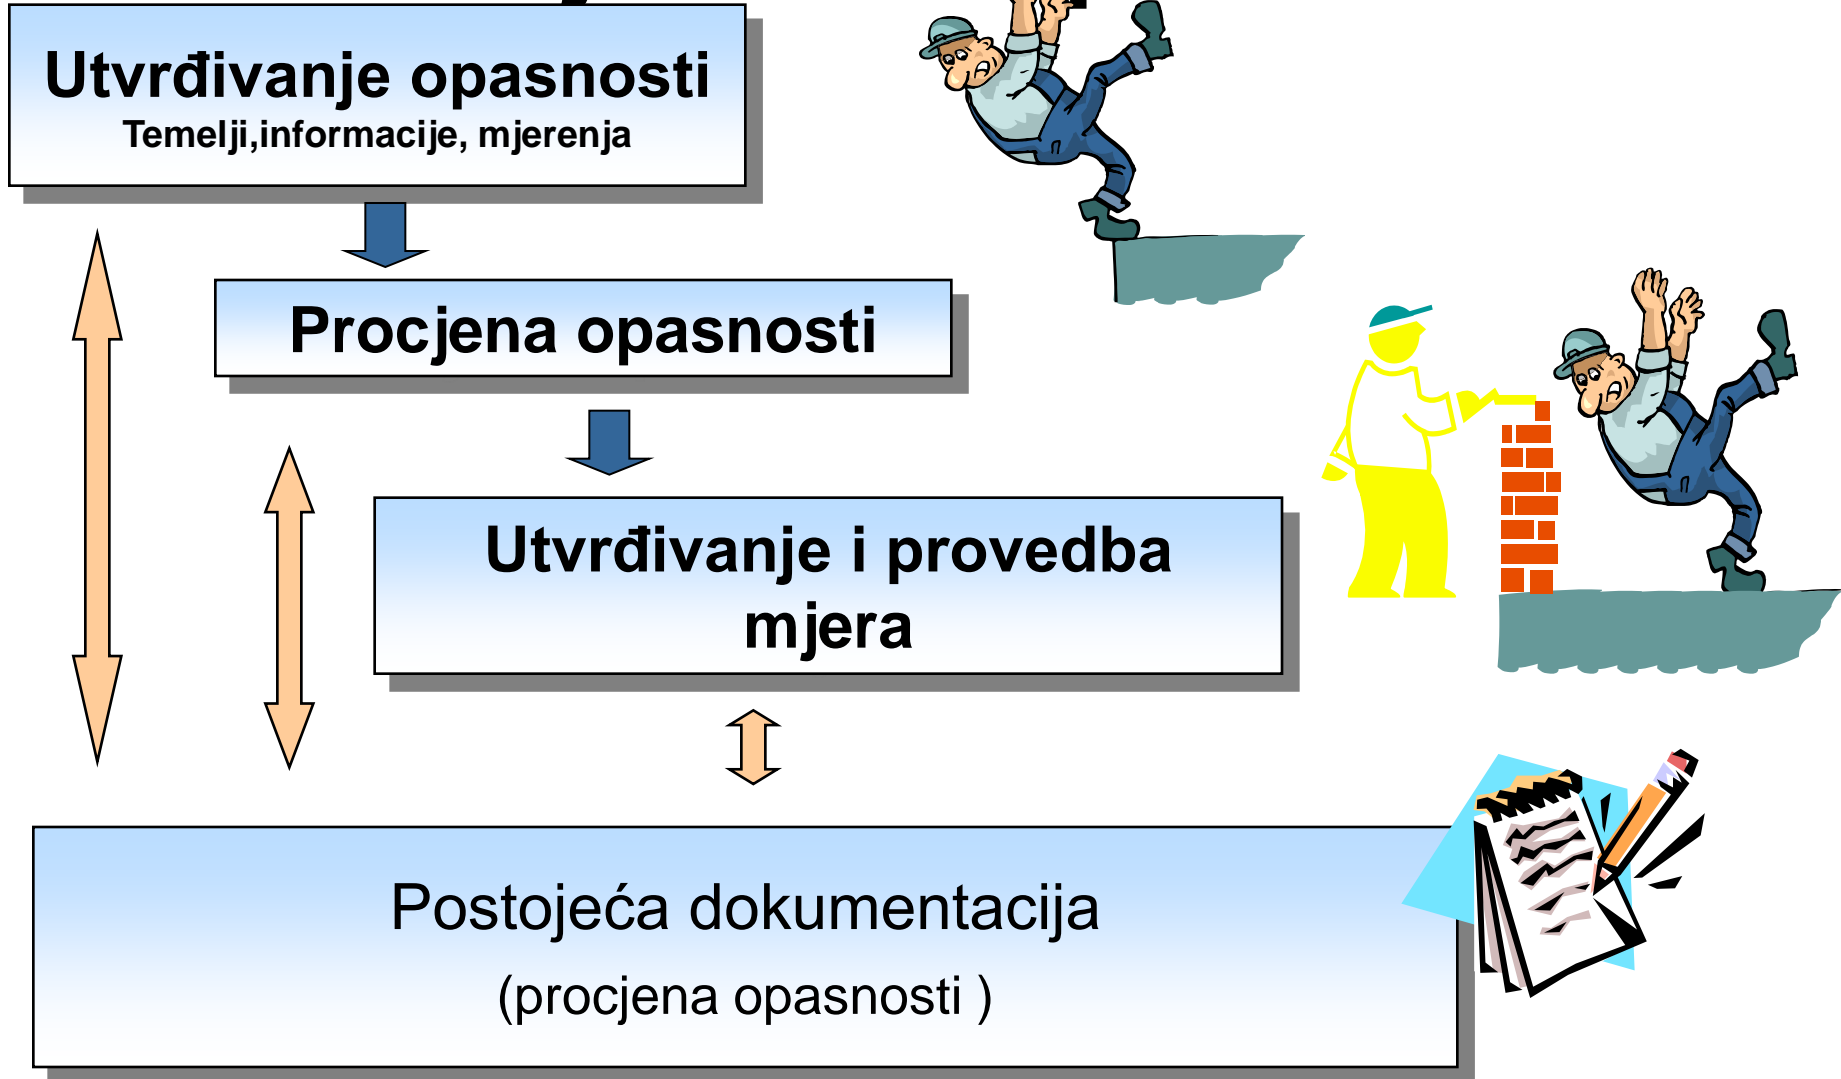 Utvrđivanje opasnosti
Temelji,informacije, mjerenja
Procjena opasnosti
Utvrđivanje i provedba
mjera
Postojeća dokumentacija
(procjena opasnosti )